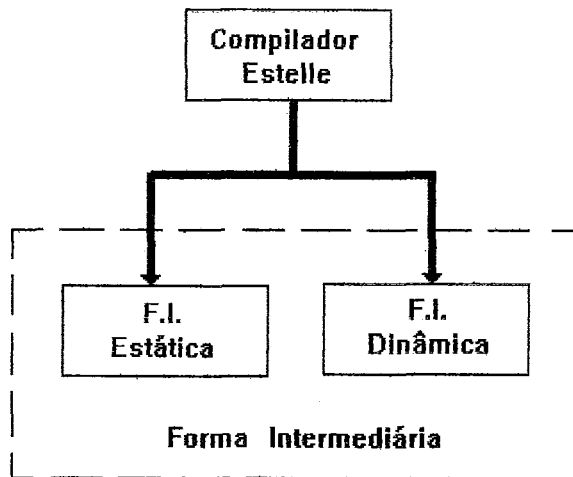 Compilador
Estelle
F.I.
Estática
F.I.
Dinâmica
Forma Intermediária